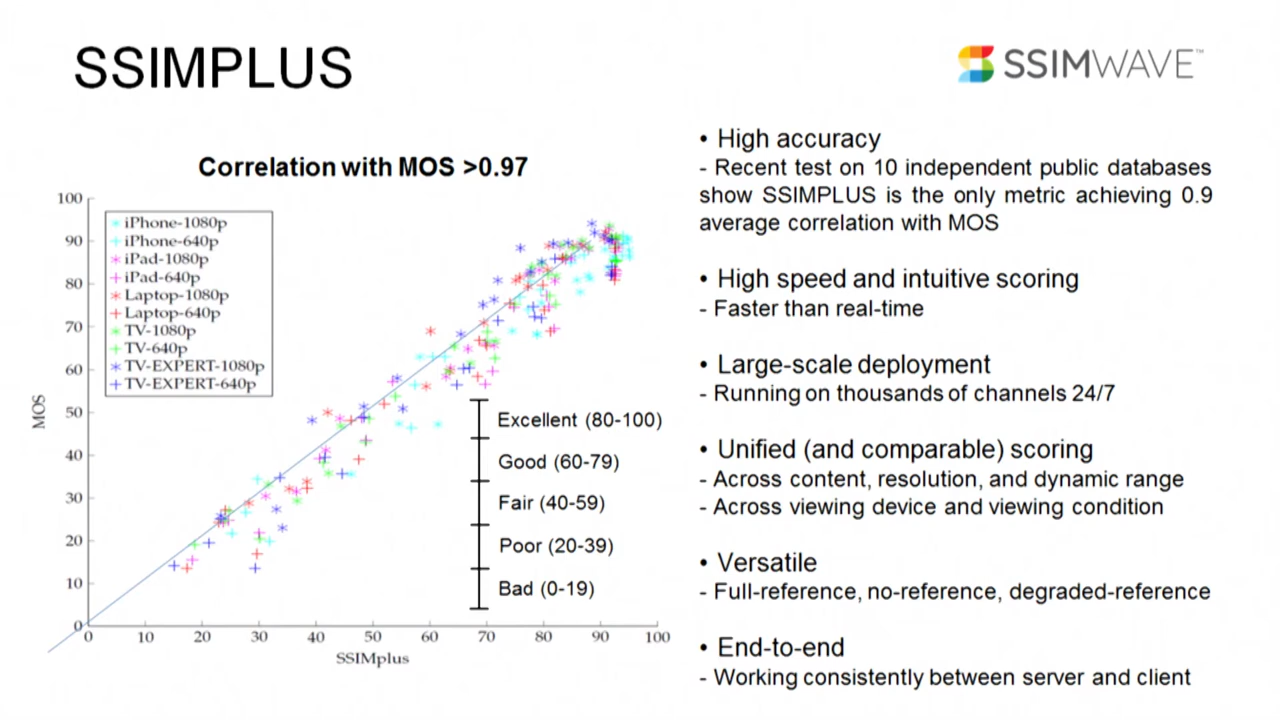 SSIMPLUS
SSIMWAVE™
Correlation with MOS >0.97
100
90
80
70
60
50
40
30
20
10
0
MOS
iPhone-1080p
iPhone-640p
iPad-1080p
iPad-640p
Laptop-1080p
Laptop-640p
TV-1080p
TV-640p
TV-EXPERT-1080p
TV-EXPERT-640p
Excellent (80-100)
Good (60-79)
Fair (40-59)
Poor (20-39)
Bad (0-19)
0 10 20 30 40 50 60 70 80 90 100
SSIMplus
• High accuracy
- Recent test on 10 independent public databases
show SSIMPLUS is the only metric achieving 0.9
average correlation with MOS
• High speed and intuitive scoring
- Faster than real-time
• Large-scale deployment
- Running on thousands of channels 24/7
• Unified (and comparable) scoring
- Across content, resolution, and dynamic range
- Across viewing device and viewing condition
• Versatile
- Full-reference, no-reference, degraded-reference
• End-to-end
- Working consistently between server and client